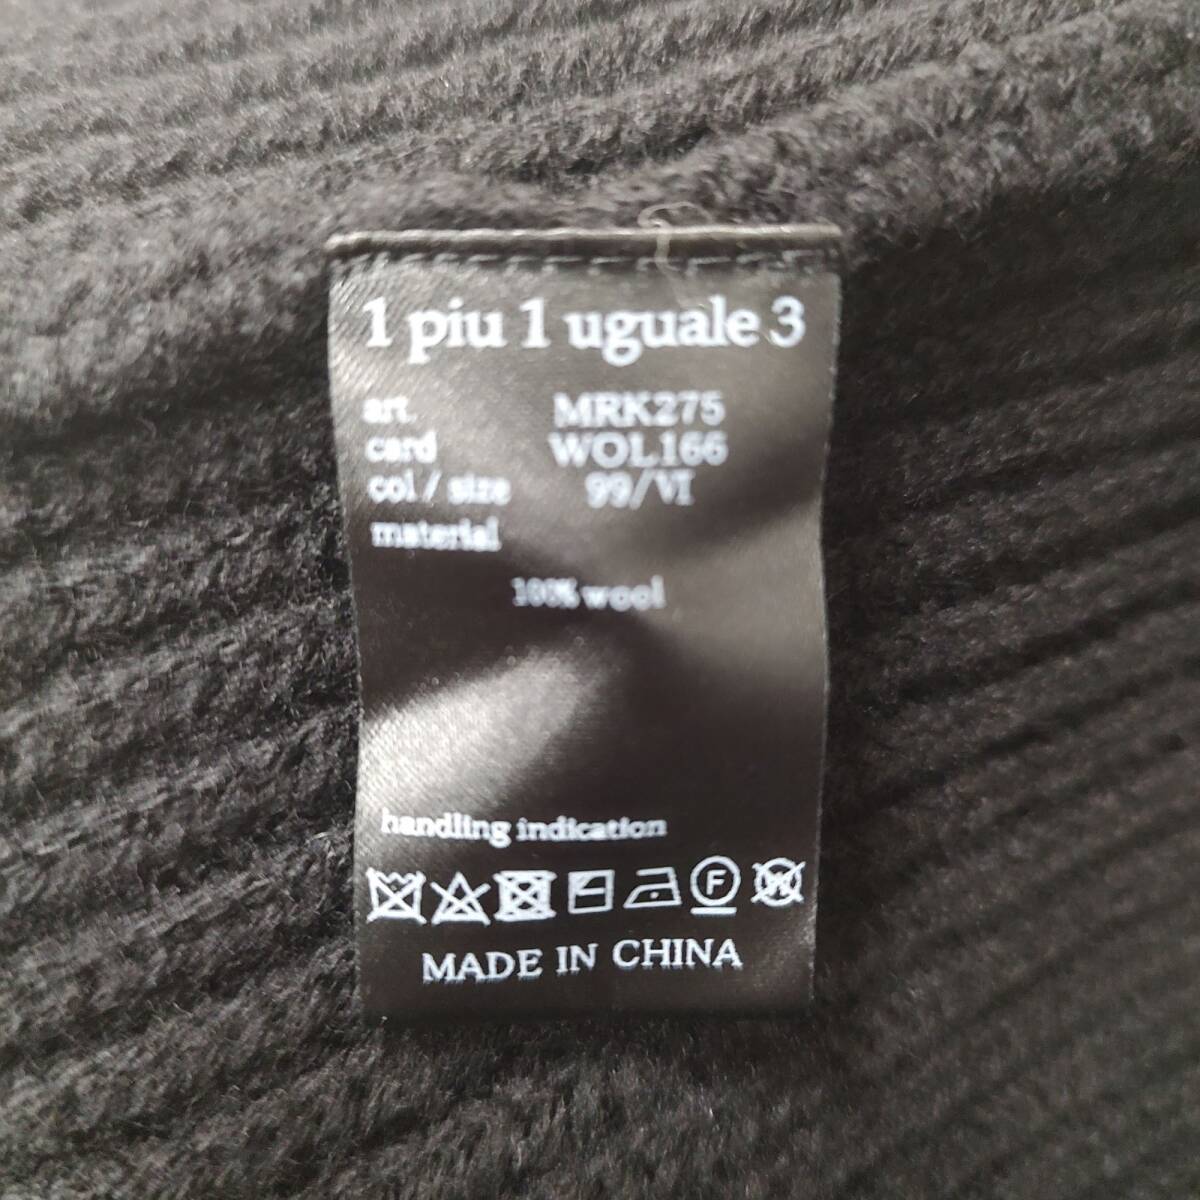 1 piu 1 uguale 3
art. MRK275
card WOL166
col / size 99/VI
material
100% wool
handling indication
F W
MADE IN CHINA